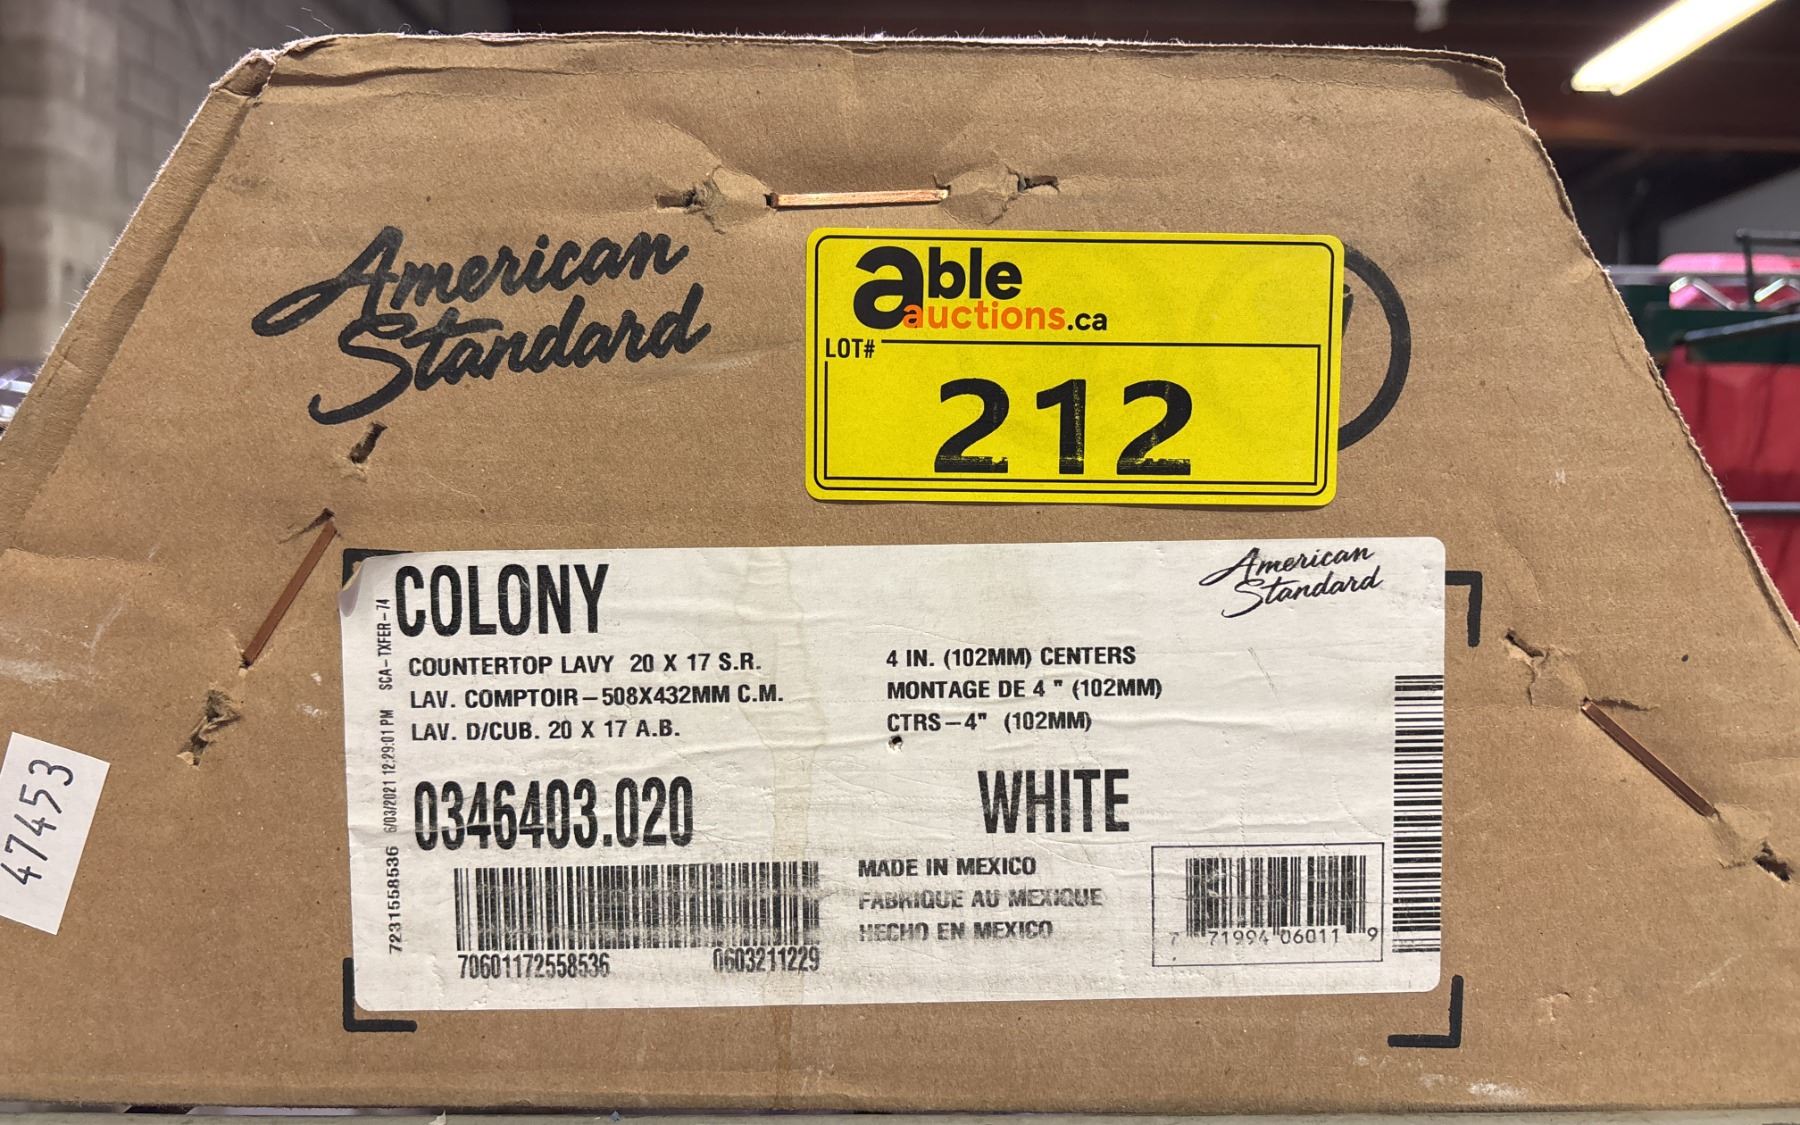 American
Standard
able
auctions.ca
LOT#
212
COLONY
American
Standard
COUNTERTOP LAVY 20 X 17 S.R.
LAV. COMPTOIR-508X432MM C.M.
LAV. D/CUB. 20 X 17 A.B.
4 IN. (102MM) CENTERS
MONTAGE DE 4 " (102MM)
CTRS-4" (102MM)
0346403.020
WHITE
MADE IN MEXICO
FABRIQUE AU MEXIQUE
HECHO EN MEXICO
70601172558536 0603211229
7 71994 06011 9
7231558536 6/03/2021 12:29:01 PM SCA-TXFER-74
47453